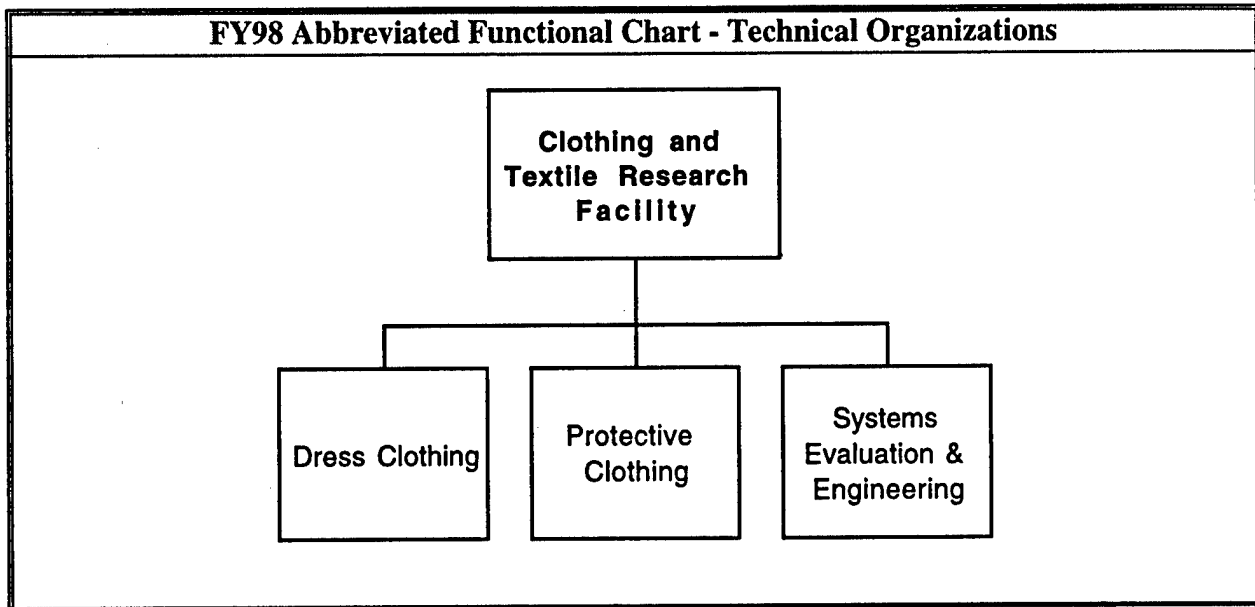 FY98 Abbreviated Functional Chart - Technical Organizations
Clothing and
Textile Research
Facility
Dress Clothing
Protective
Clothing
Systems
Evaluation &
Engineering